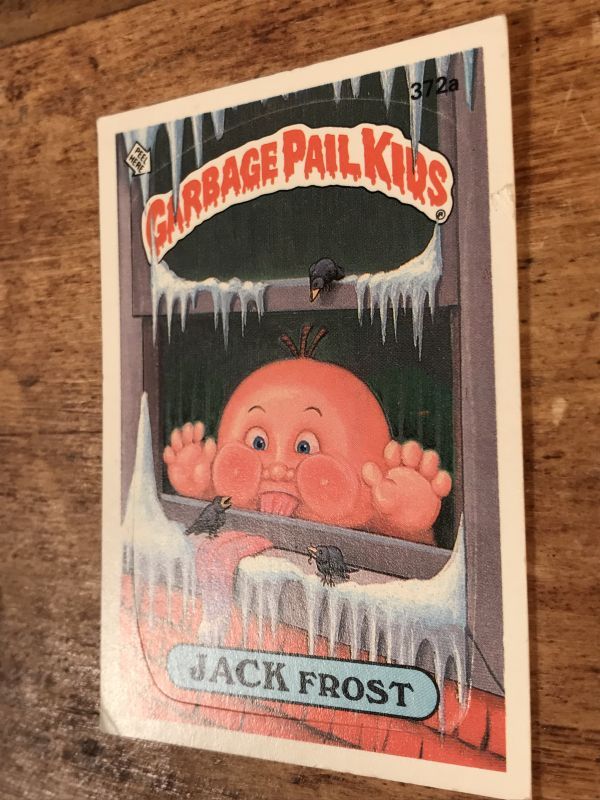 372a
PEEL
HERE
GARBAGE PAIL KIDS
®
JACK FROST